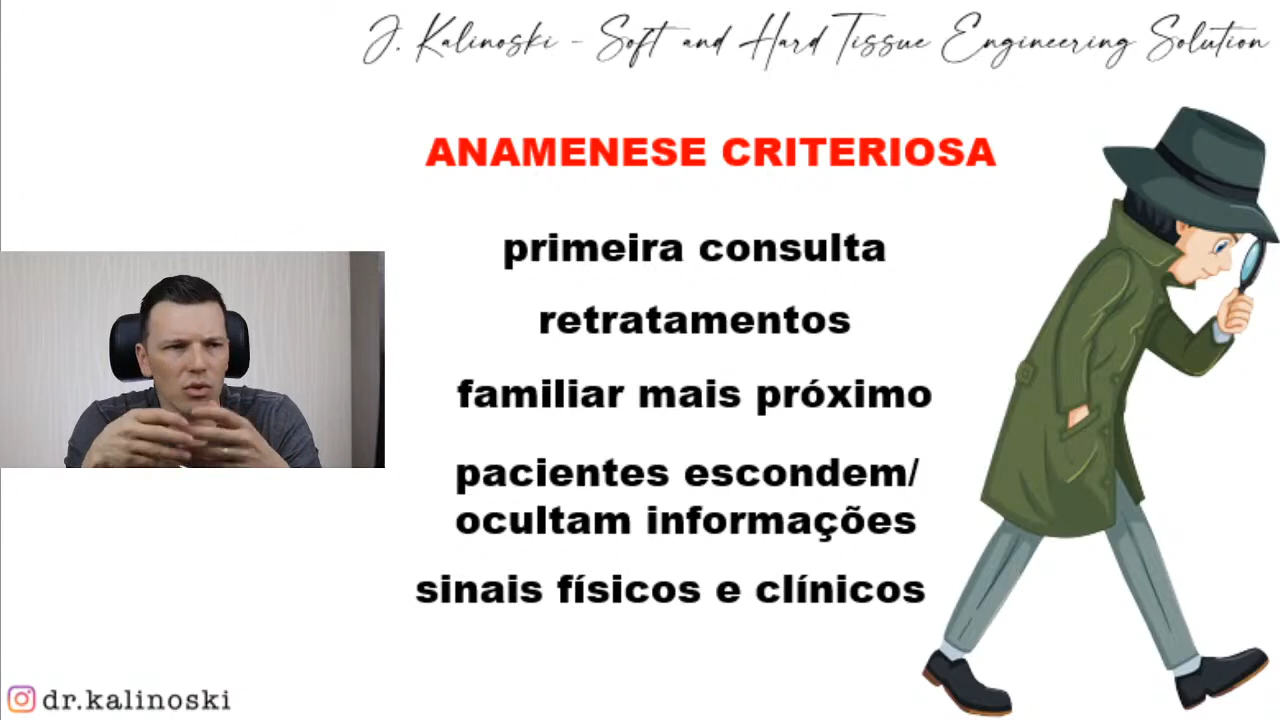 J. Kalinoski - Soft and Hard Tissue Engineering Solution
ANAMENESE CRITERIOSA
primeira consulta
retratamentos
familiar mais próximo
pacientes escondem/
ocultam informações
sinais físicos e clínicos
dr.kalinoski